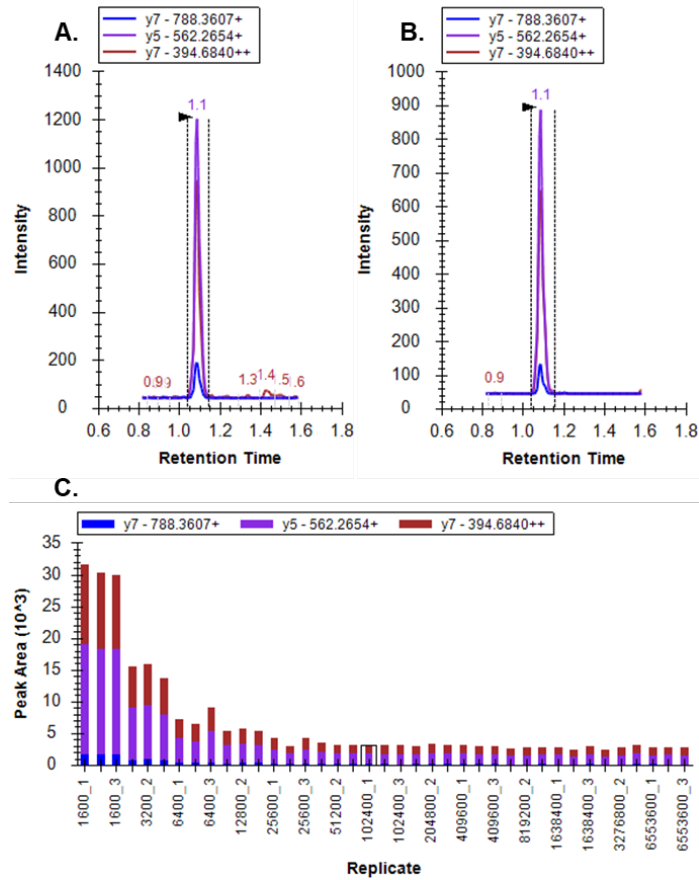 A.
y7 - 788.3607+
y5 - 562.2654+
y7 - 394.6840++
1400
1200
1000
800
600
400
200
0
Intensity
1.1
0.9
1.3
1.4
0.6 0.8 1.0 1.2 1.4 1.6 1.8
Retention Time
B.
y7 - 788.3607+
y5 - 562.2654+
y7 - 394.6840++
1000
900
800
700
600
500
400
300
200
100
0
Intensity
1.1
0.9
0.6 0.8 1.0 1.2 1.4 1.6 1.8
Retention Time
C.
y7 - 788.3607+ y5 - 562.2654+ y7 - 394.6840++
35
30
25
20
15
10
5
0
Peak Area (10^3)
1600_1
1600_3
3200_2
6400_1
6400_3
12800_2
25600_1
25600_3
51200_2
102400_1
102400_3
204800_2
409600_1
409600_3
819200_2
1638400_1
1638400_3
3276800_2
6553600_1
6553600_3
Replicate